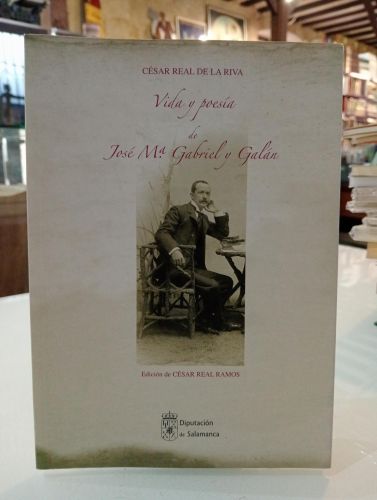 CÉSAR REAL DE LA RIVA
Vida y poesía
de
José Mª Gabriel y Galán
Edición de CÉSAR REAL RAMOS
Diputación
de Salamanca